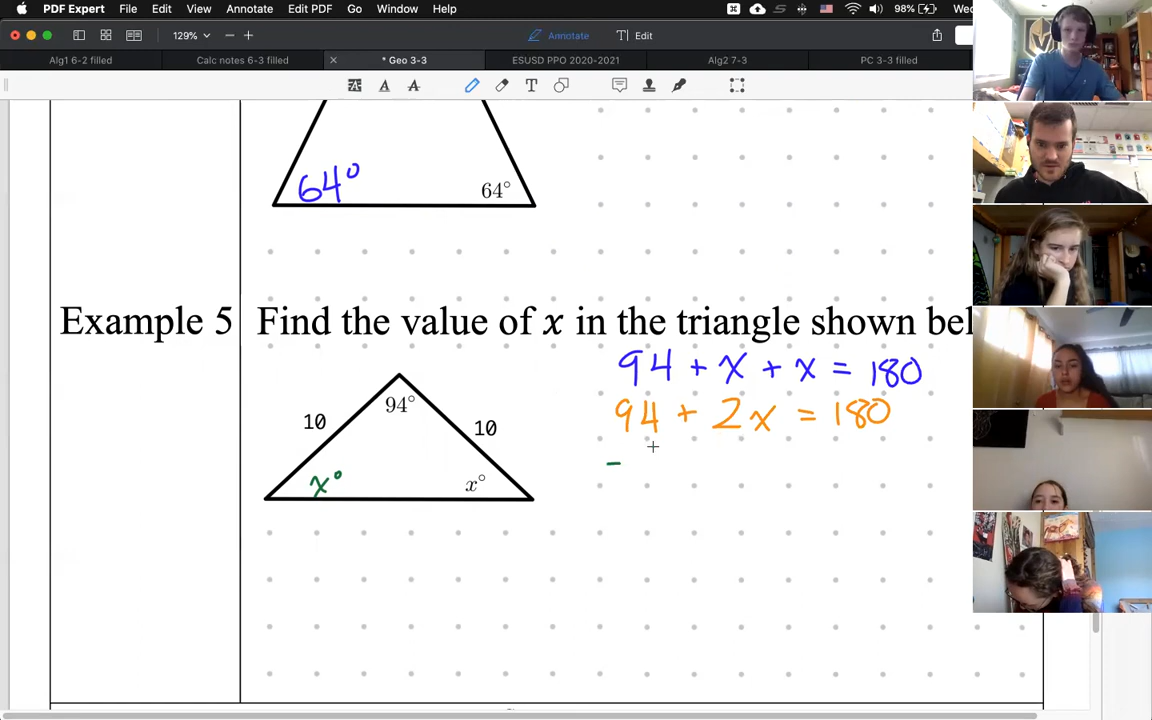 PDF Expert File Edit View Annotate Edit PDF Go Window Help 98% Wed
129% Annotate Edit
Alg1 6-2 filled Calc notes 6-3 filled * Geo 3-3 ESUSD PPO 2020-2021 Alg2 7-3 PC 3-3 filled
64° 64°
Example 5 Find the value of x in the triangle shown bel
94 + x + x = 180
94 + 2x = 180
-
94°
10 10
x° x°